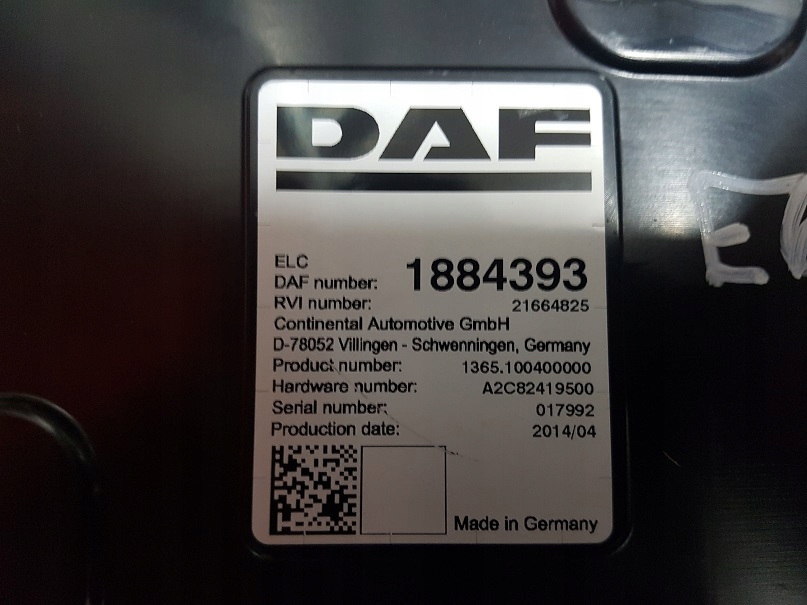 DAF
ELC
DAF number: 1884393
RVI number: 21664825
Continental Automotive GmbH
D-78052 Villingen - Schwenningen, Germany
Product number: 1365.100400000
Hardware number: A2C82419500
Serial number: 017992
Production date: 2014/04
Made in Germany